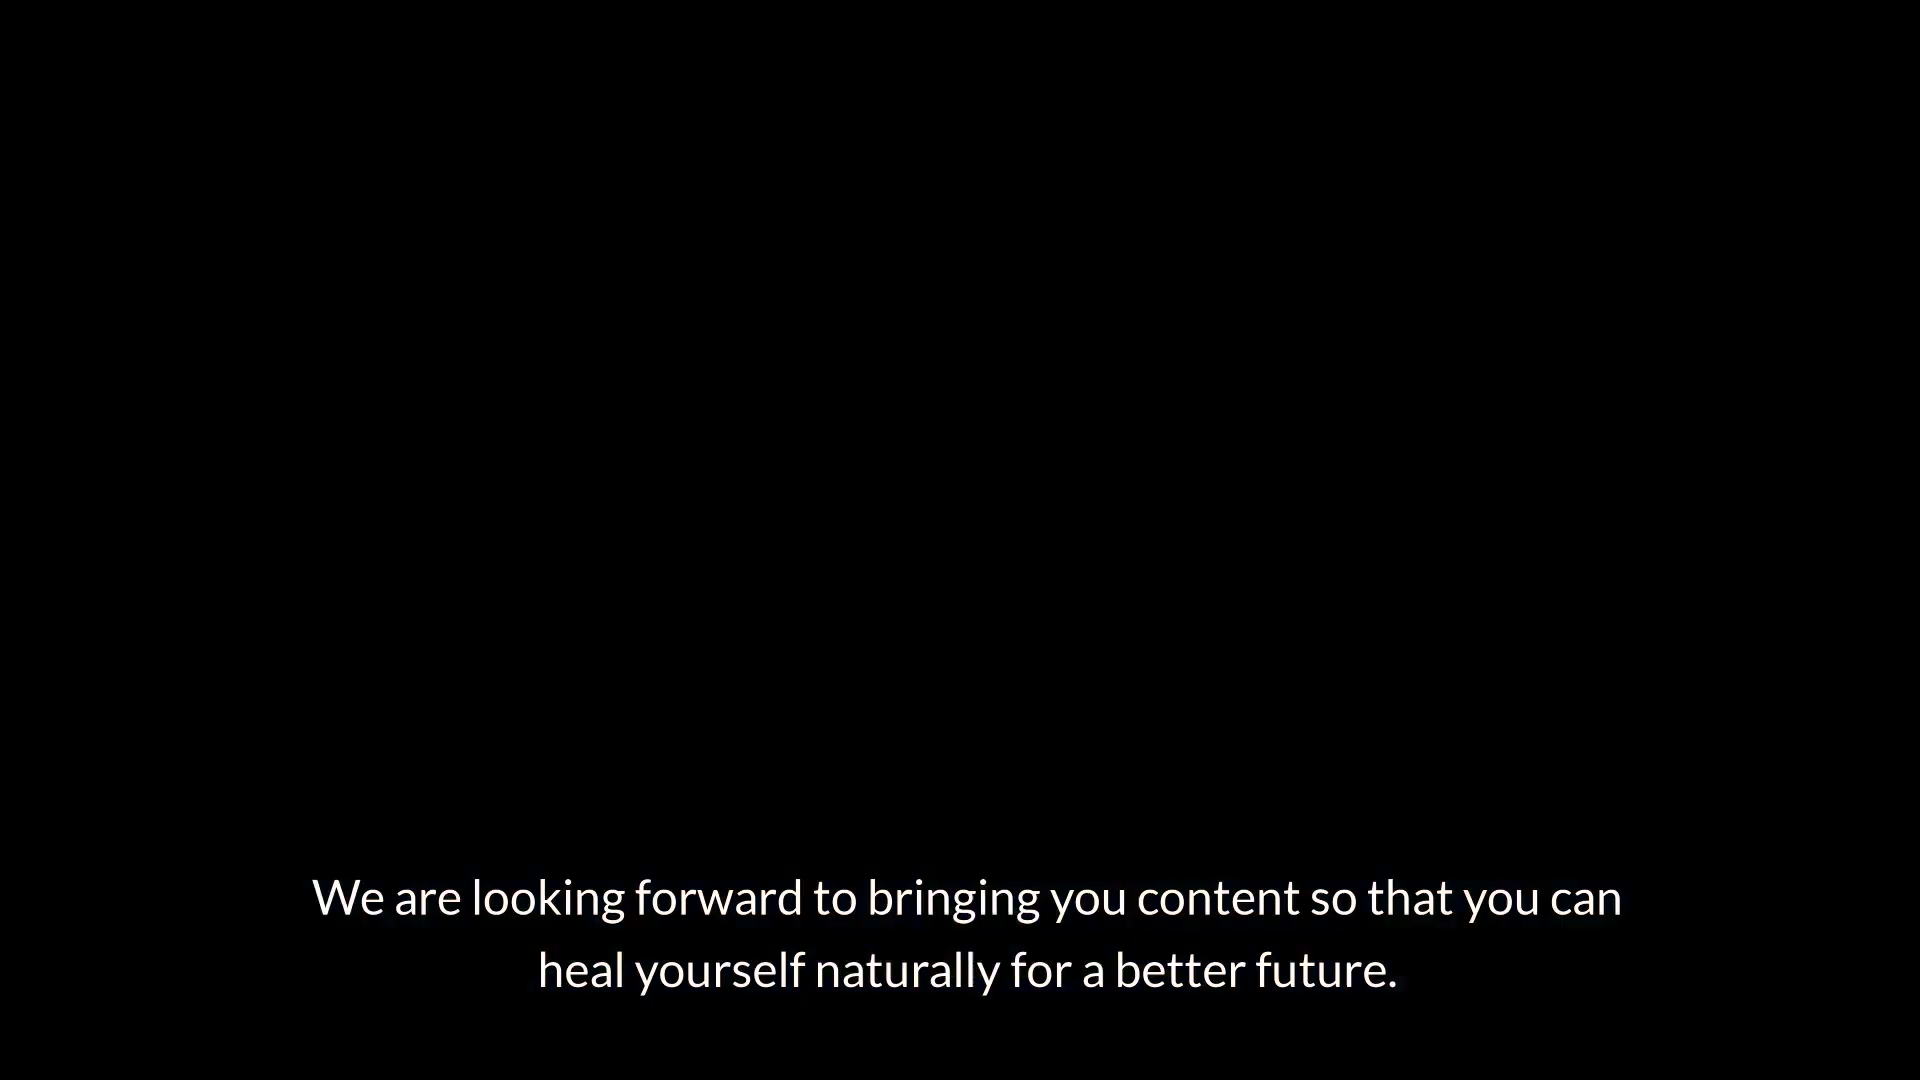 We are looking forward to bringing you content so that you can
heal yourself naturally for a better future.